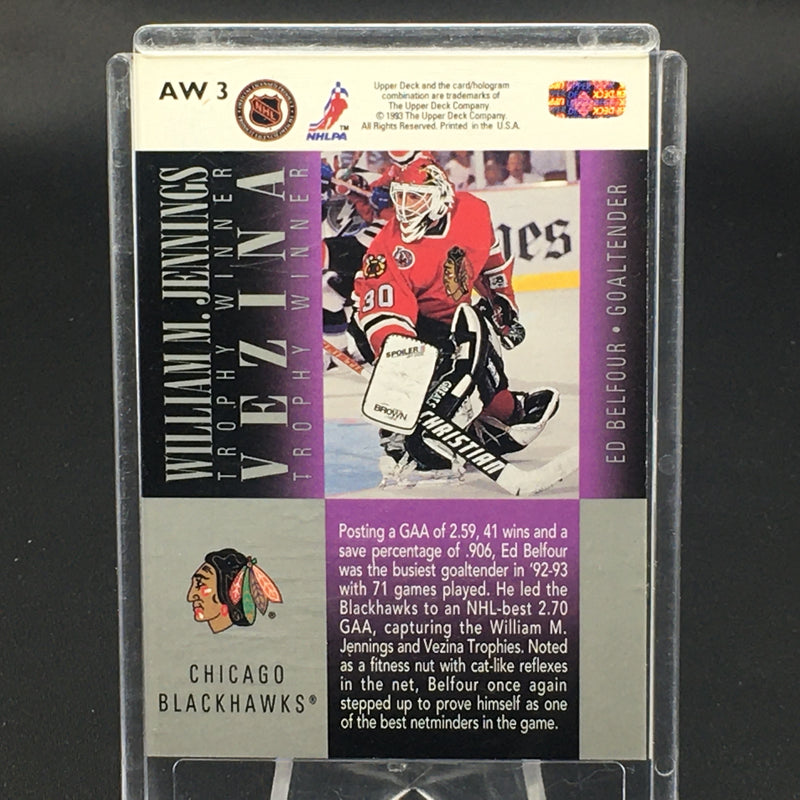 AW 3
NHL
NHLPA
TM
Upper Deck and the card/hologram
combination are trademarks of
The Upper Deck Company
© 1993 The Upper Deck Company.
All Rights Reserved. Printed in the U.S.A.
WILLIAM M. JENNINGS
TROPHY WINNER
VEZINA
TROPHY WINNER
ED BELFOUR • GOALTENDER
30
SPOILER
BROWN
CHRISTIAN
Posting a GAA of 2.59, 41 wins and a
save percentage of .906, Ed Belfour
was the busiest goaltender in '92-93
with 71 games played. He led the
Blackhawks to an NHL-best 2.70
GAA, capturing the William M.
Jennings and Vezina Trophies. Noted
as a fitness nut with cat-like reflexes
in the net, Belfour once again
stepped up to prove himself as one
of the best netminders in the game.
CHICAGO
BLACKHAWKS®